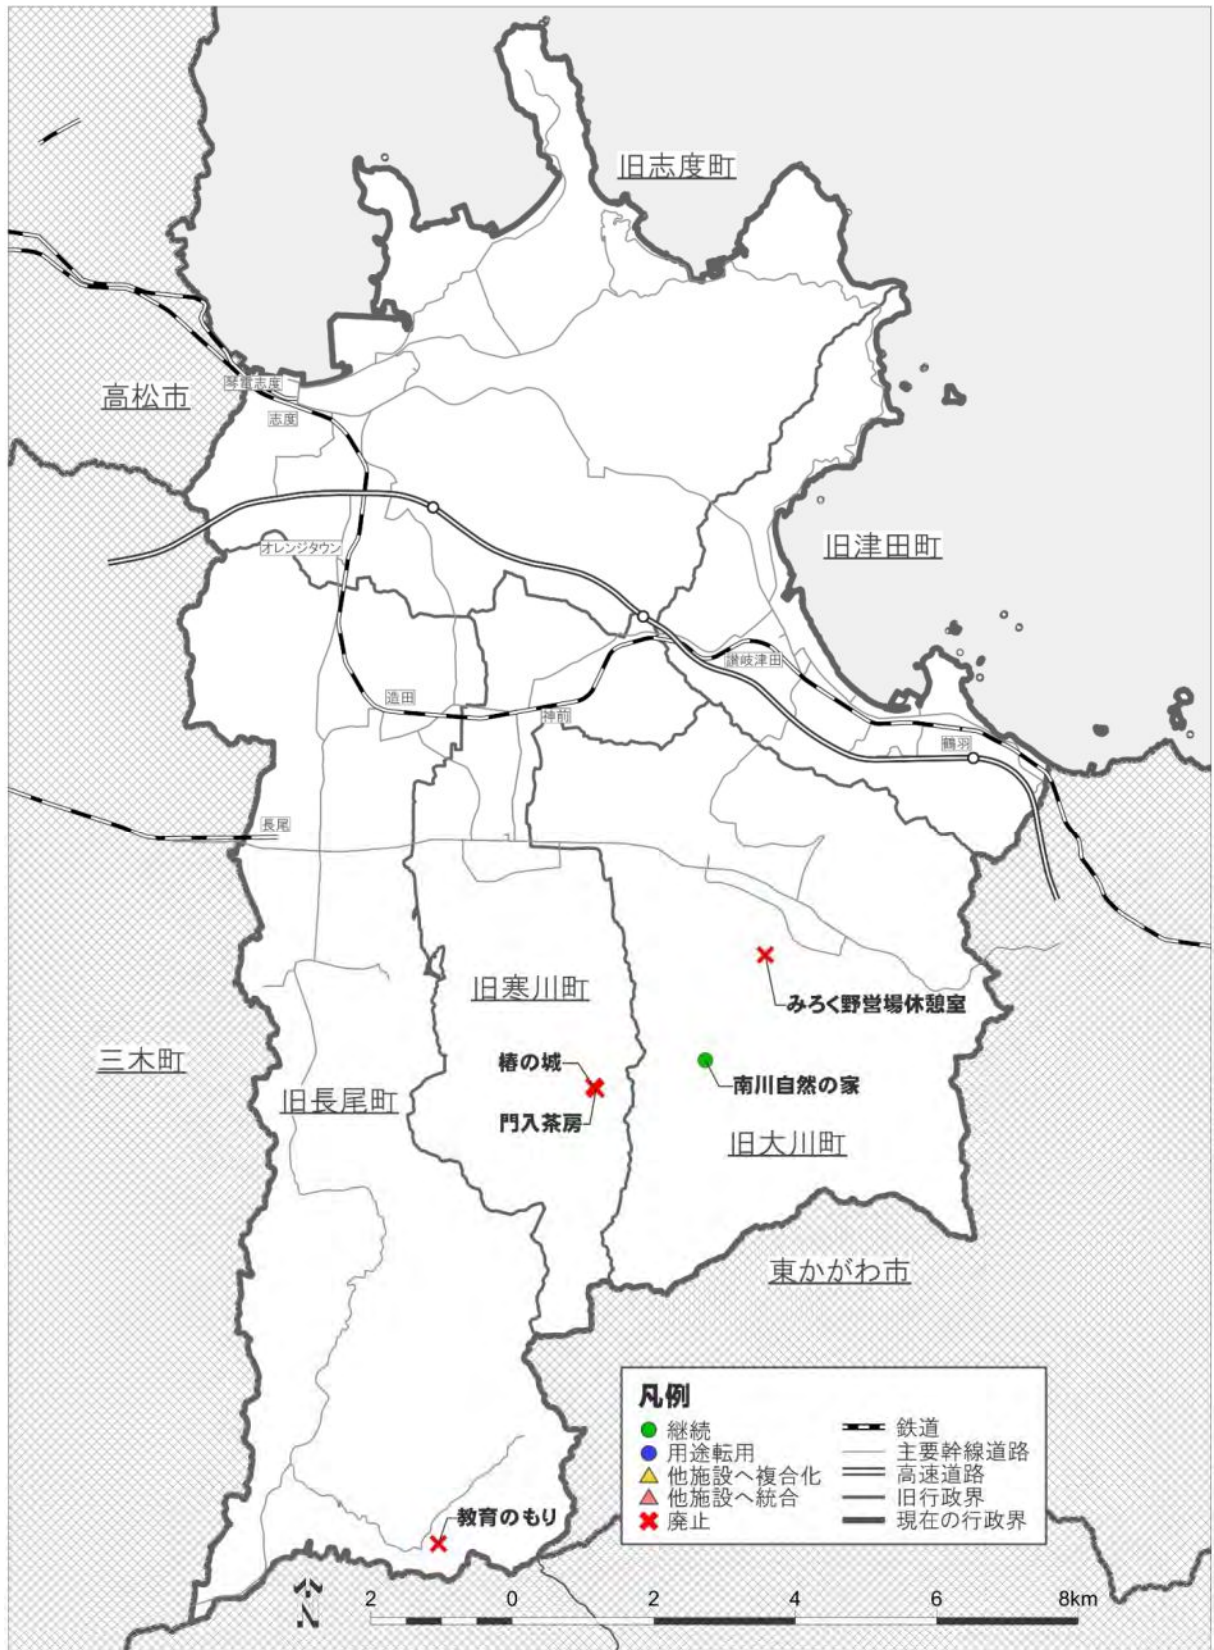 旧志度町
高松市
琴電志度
志度
旧津田町
オレンジタウン
讃岐津田
造田
神前
鶴羽
長尾
旧寒川町
みろく野営場休憩室
三木町
椿の城
南川自然の家
旧長尾町
門入茶房
旧大川町
東かがわ市
凡例
継続
用途転用
他施設へ複合化
他施設へ統合
廃止
鉄道
主要幹線道路
高速道路
旧行政界
現在の行政界
教育のもり
N
2 0 2 4 6 8km